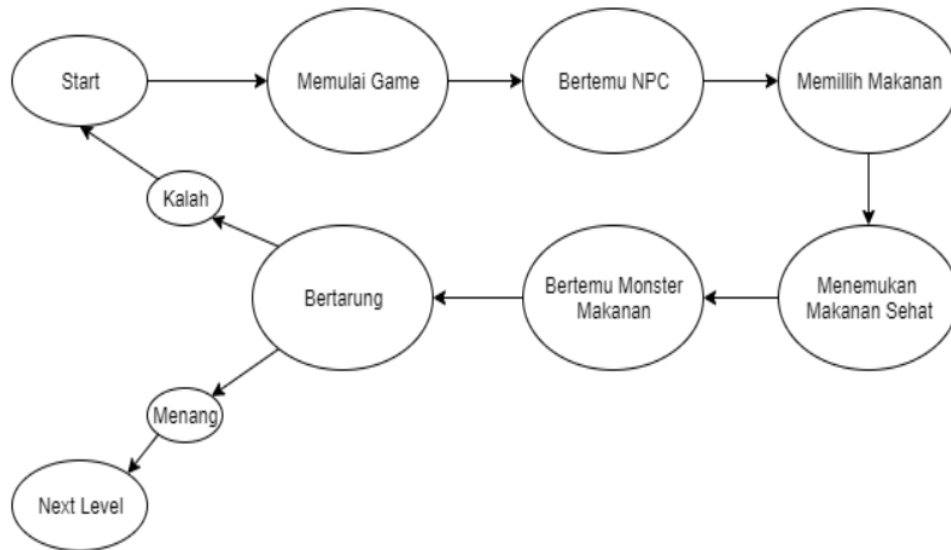 Start
Memulai Game
Bertemu NPC
Memillih Makanan
Kalah
Bertarung
Bertemu Monster
Makanan
Menemukan
Makanan Sehat
Menang
Next Level